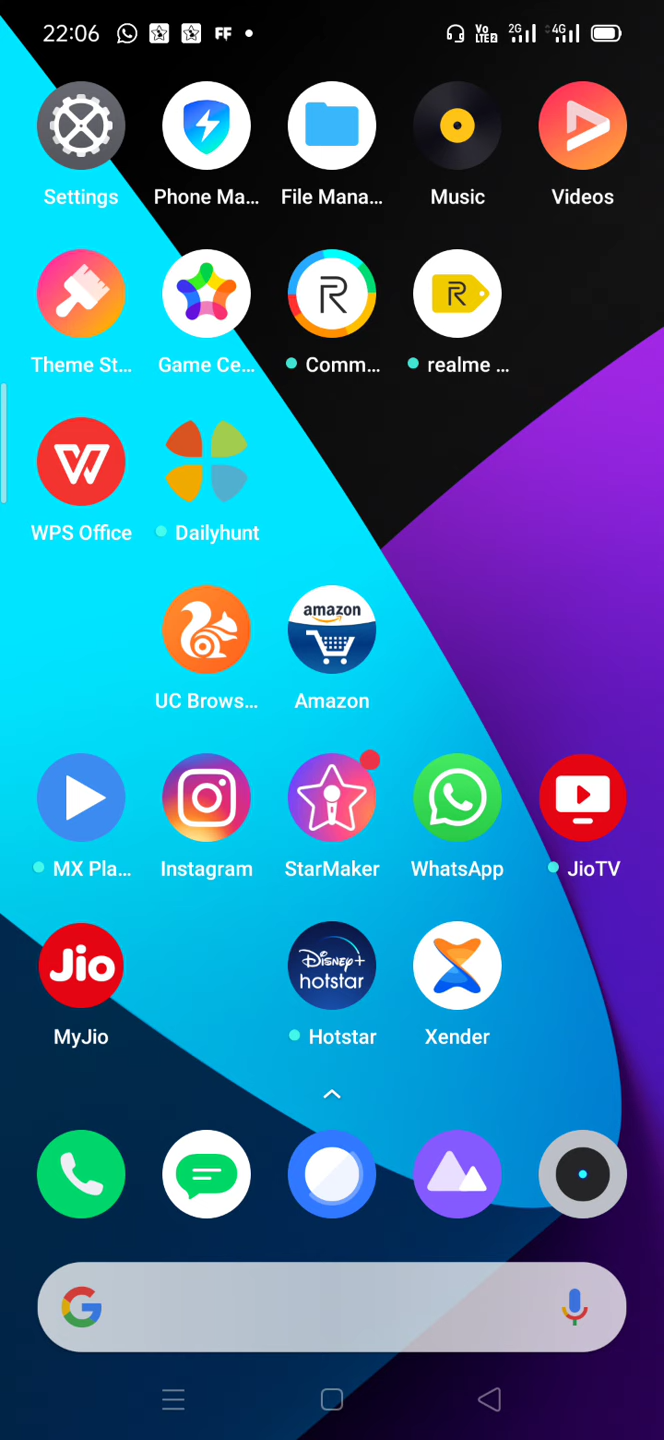 22:06 FF Vo LTE2 2G 4G
Settings Phone Ma... File Mana... Music Videos
R R
Theme St... Game Ce... Comm... realme ...
W
WPS Office Dailyhunt
amazon
UC Brows... Amazon
MX Pla... Instagram StarMaker WhatsApp JioTV
Jio Disney+ hotstar
MyJio Hotstar Xender
G